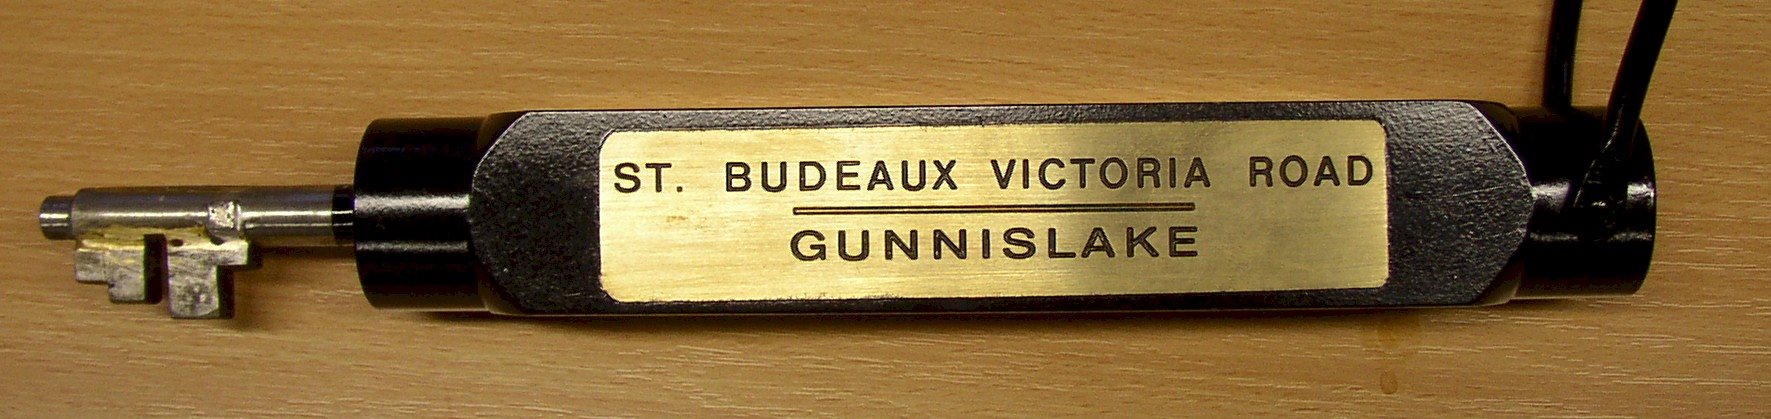 ST. BUDEAUX VICTORIA ROAD
GUNNISLAKE